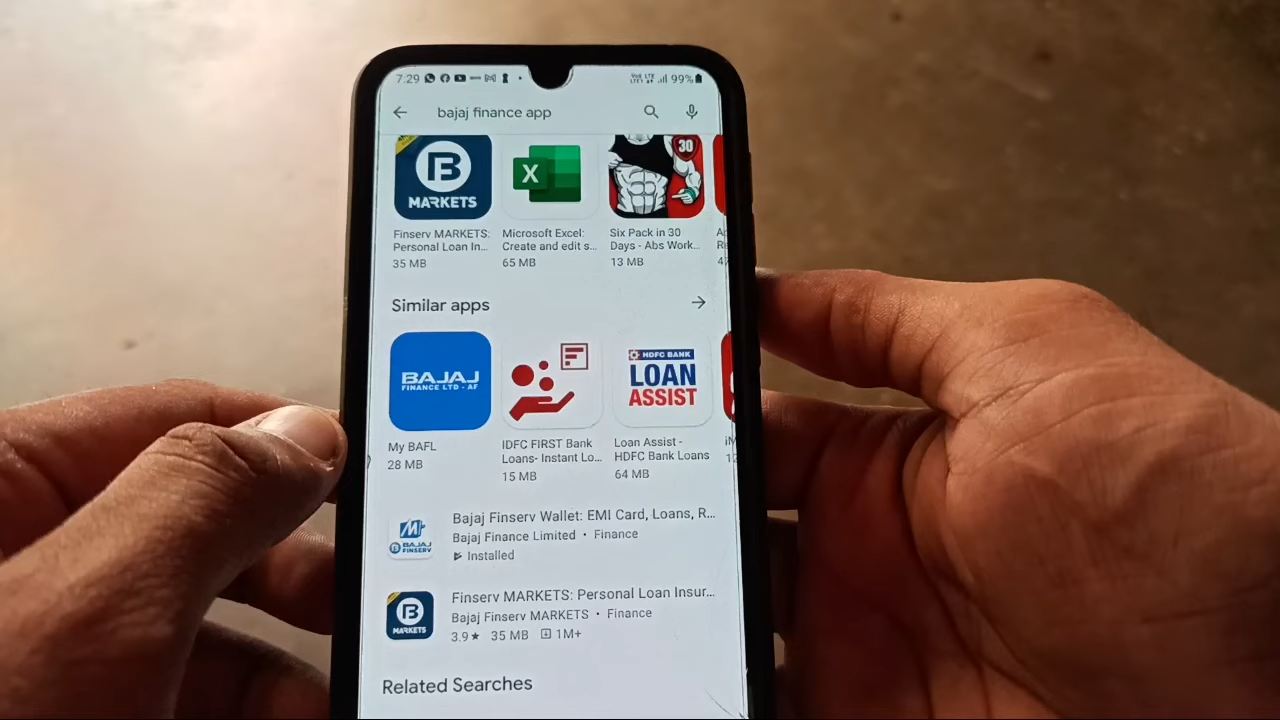 7:29 99%
bajaj finance app
B
MARKETS
X
30
Finserv MARKETS:
Personal Loan In...
35 MB
Microsoft Excel:
Create and edit s...
65 MB
Six Pack in 30
Days - Abs Work...
13 MB
Similar apps
BAJAJ
FINANCE LTD - AF
HDFC BANK
LOAN
ASSIST
My BAFL
28 MB
IDFC FIRST Bank
Loans- Instant Lo...
15 MB
Loan Assist -
HDFC Bank Loans
64 MB
BAJAJ
FINSERV
Bajaj Finserv Wallet: EMI Card, Loans, R...
Bajaj Finance Limited • Finance
Installed
B
MARKETS
Finserv MARKETS: Personal Loan Insur...
Bajaj Finserv MARKETS • Finance
3.9★ 35 MB 1M+
Related Searches